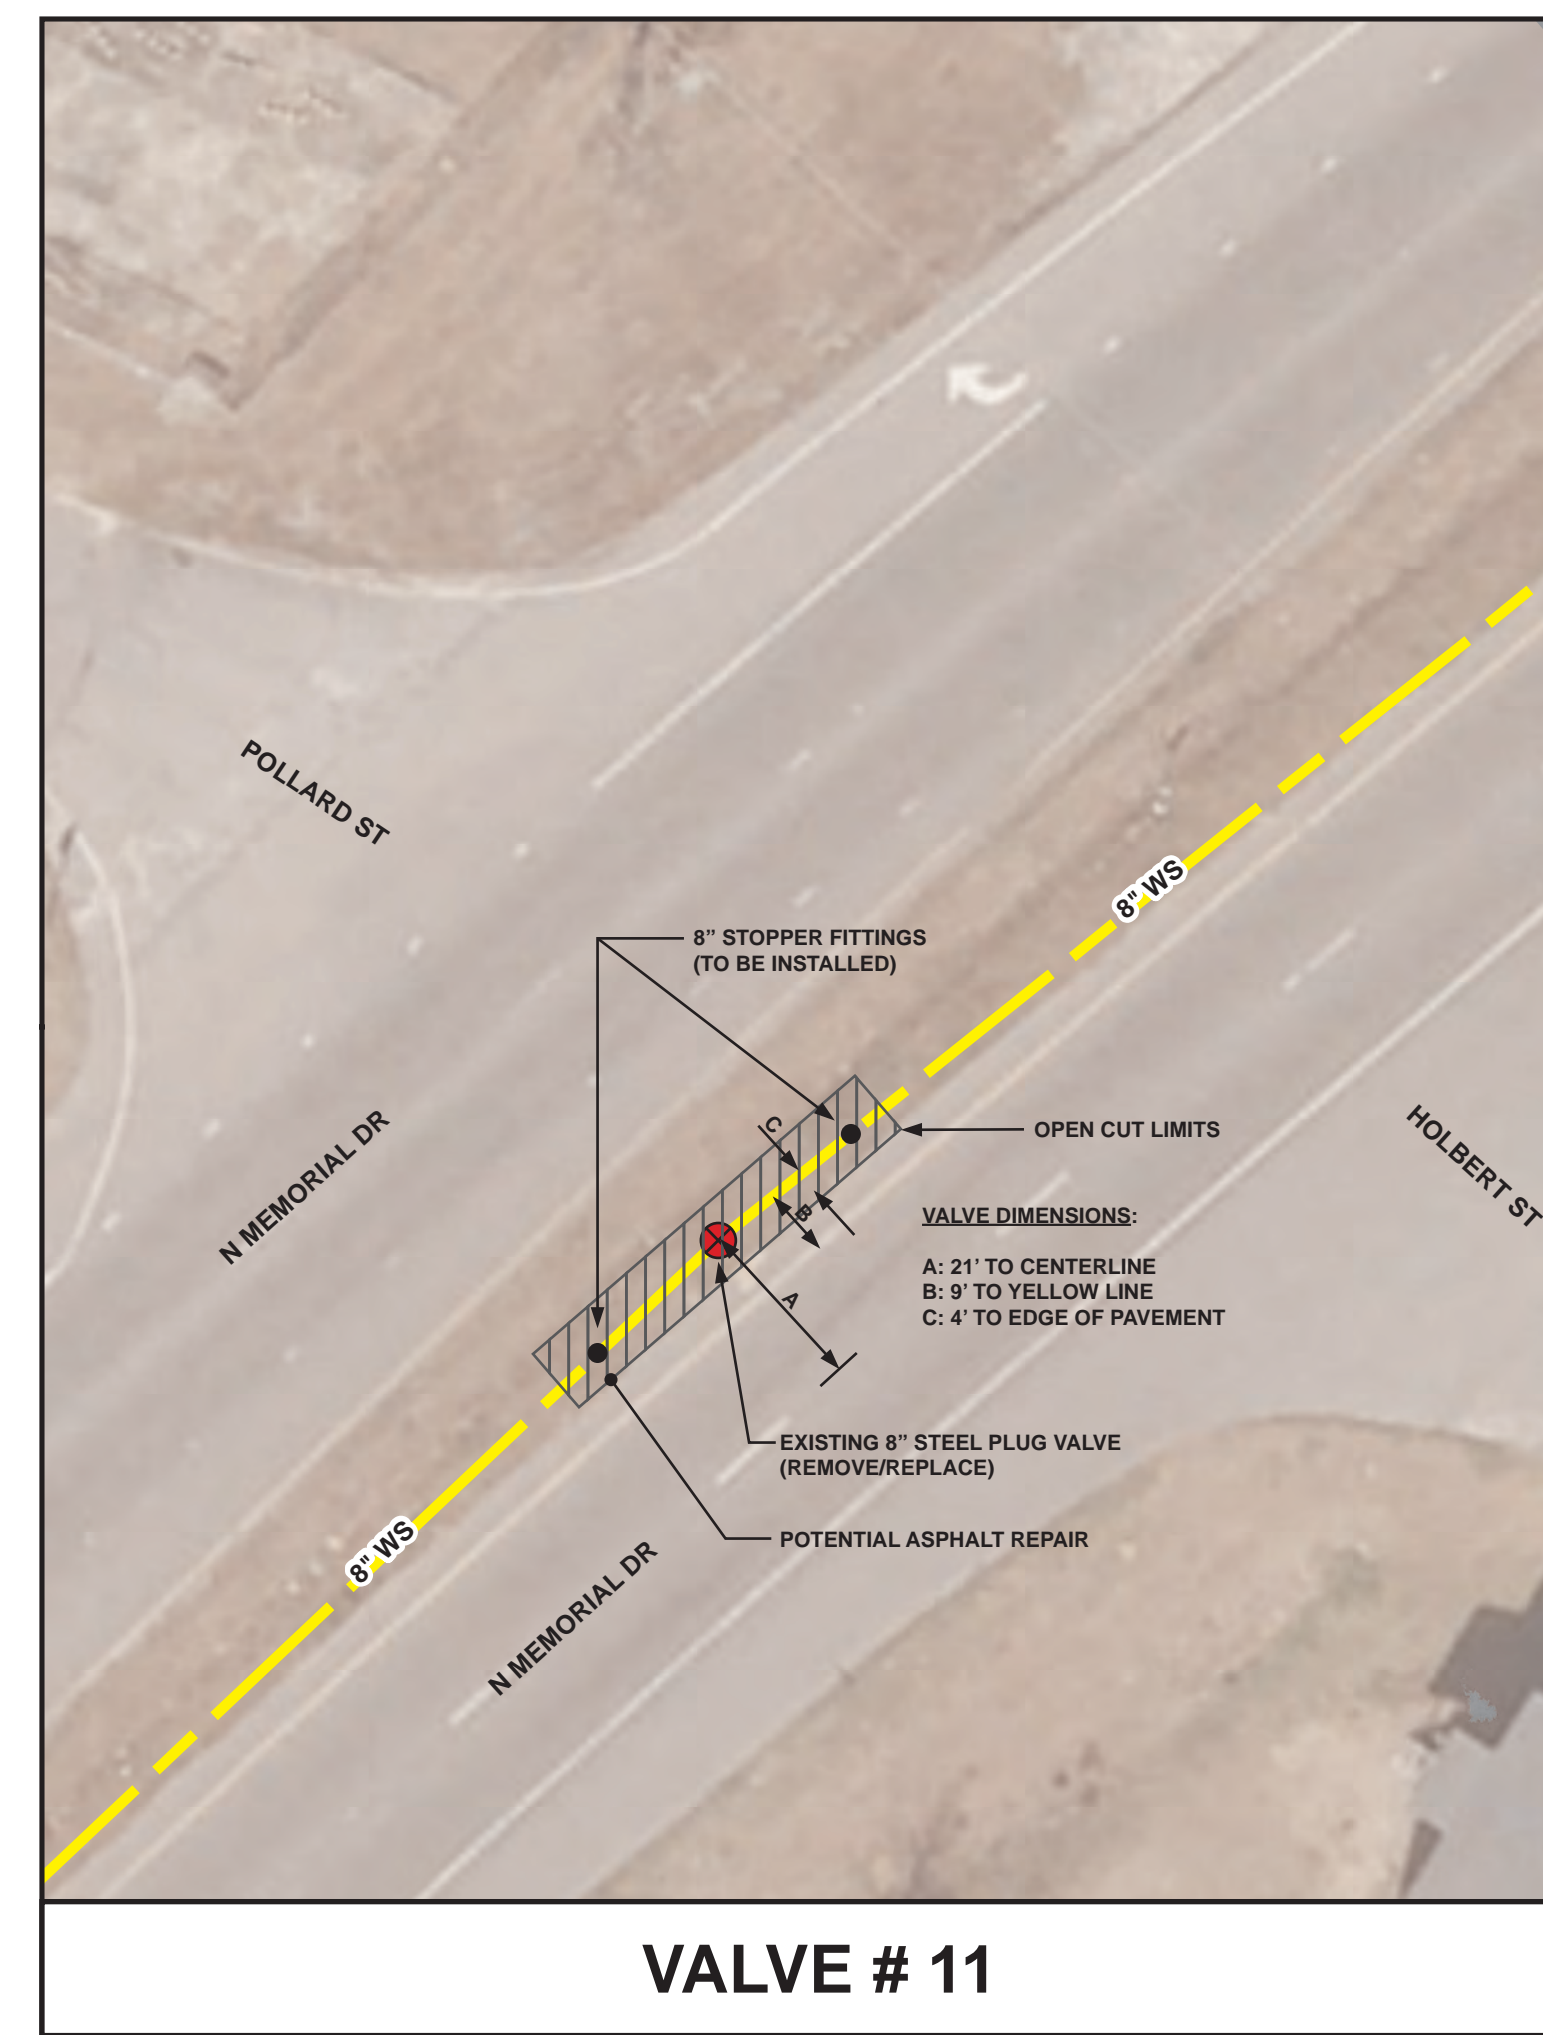 POLLARD ST
8" WS
8” STOPPER FITTINGS
(TO BE INSTALLED)
N MEMORIAL DR
C
OPEN CUT LIMITS
HOLBERT ST
B
VALVE DIMENSIONS:
A: 21’ TO CENTERLINE
B: 9’ TO YELLOW LINE
C: 4’ TO EDGE OF PAVEMENT
A
EXISTING 8” STEEL PLUG VALVE
(REMOVE/REPLACE)
8" WS
POTENTIAL ASPHALT REPAIR
N MEMORIAL DR
VALVE # 11